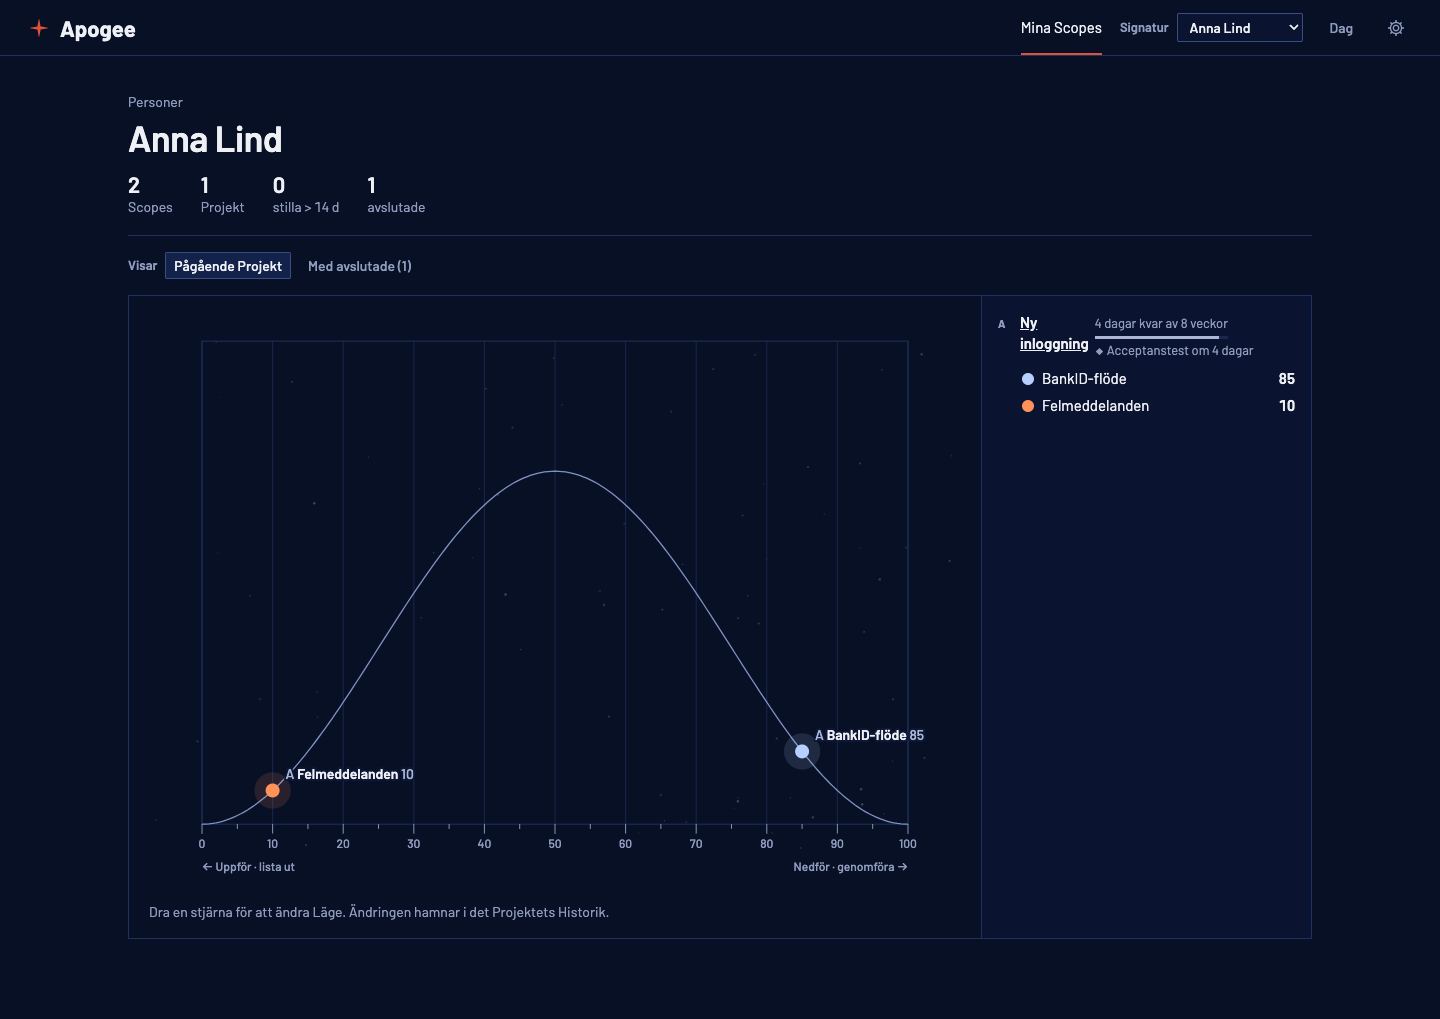 Apogee
Mina Scopes Signatur Anna Lind Dag
Personer
Anna Lind
2 1 0 1
Scopes Projekt stilla > 14 d avslutade
Visar Pågående Projekt Med avslutade (1)
A Ny inloggning
4 dagar kvar av 8 veckor
◆ Acceptanstest om 4 dagar
BankID-flöde 85
Felmeddelanden 10
A BankID-flöde 85
A Felmeddelanden 10
0 10 20 30 40 50 60 70 80 90 100
← Uppför · lista ut Nedför · genomföra →
Dra en stjärna för att ändra Läge. Ändringen hamnar i det Projektets Historik.